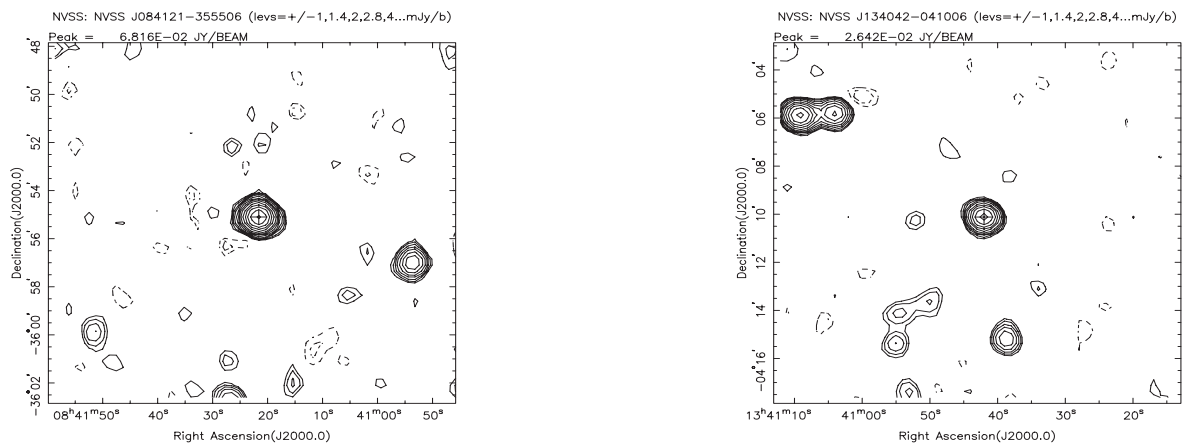 NVSS: NVSS J084121-355506 (levs=+/-1,1.4,2,2.8,4...mJy/b)
Peak = 6.816E-02 JY/BEAM
48'
50'
52'
54'
56'
58'
-36°00'
-36°02'
Declination(J2000.0)
08ʰ41ᵐ50ˢ 40ˢ 30ˢ 20ˢ 10ˢ 41ᵐ00ˢ 50ˢ
Right Ascension(J2000.0)
NVSS: NVSS J134042-041006 (levs=+/-1,1.4,2,2.8,4...mJy/b)
Peak = 2.642E-02 JY/BEAM
04'
06'
08'
10'
12'
14'
-04°16'
Declination(J2000.0)
13ʰ41ᵐ10ˢ 41ᵐ00ˢ 50ˢ 40ˢ 30ˢ 20ˢ
Right Ascension(J2000.0)